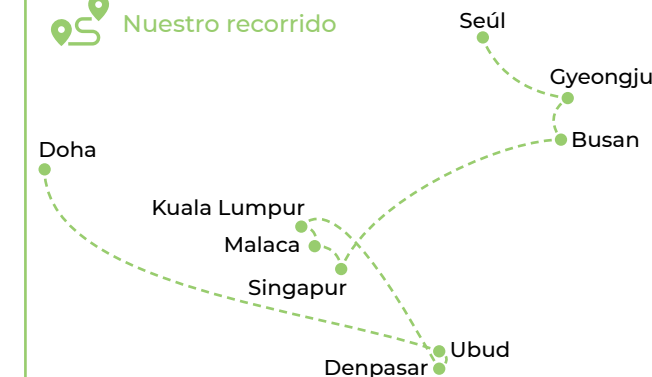 Nuestro recorrido
Seúl
Gyeongju
Busan
Doha
Kuala Lumpur
Malaca
Singapur
Ubud
Denpasar